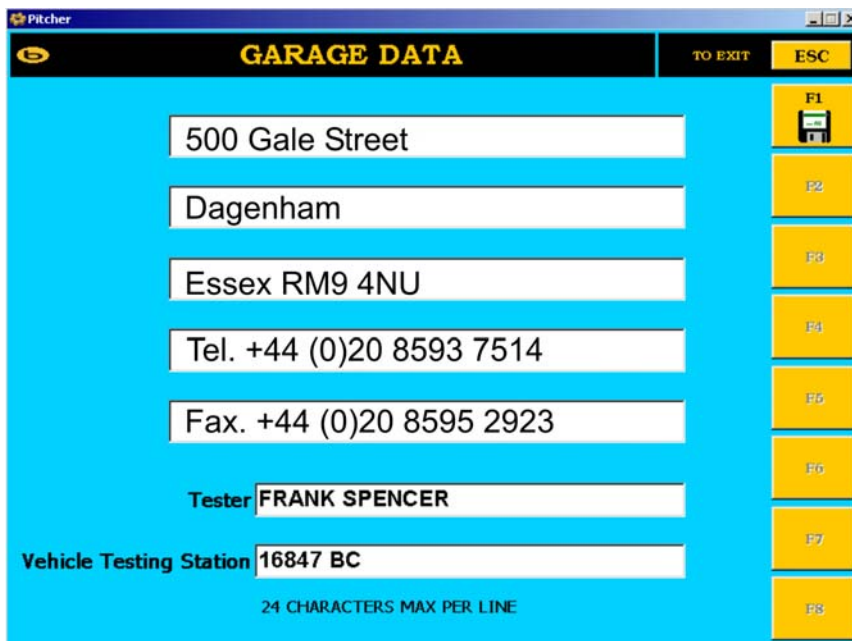 Pitcher
b GARAGE DATA TO EXIT ESC
F1
500 Gale Street
F2
Dagenham
F3
Essex RM9 4NU
F4
Tel. +44 (0)20 8593 7514
F5
Fax. +44 (0)20 8595 2923
F6
Tester FRANK SPENCER
F7
Vehicle Testing Station 16847 BC
24 CHARACTERS MAX PER LINE
F8